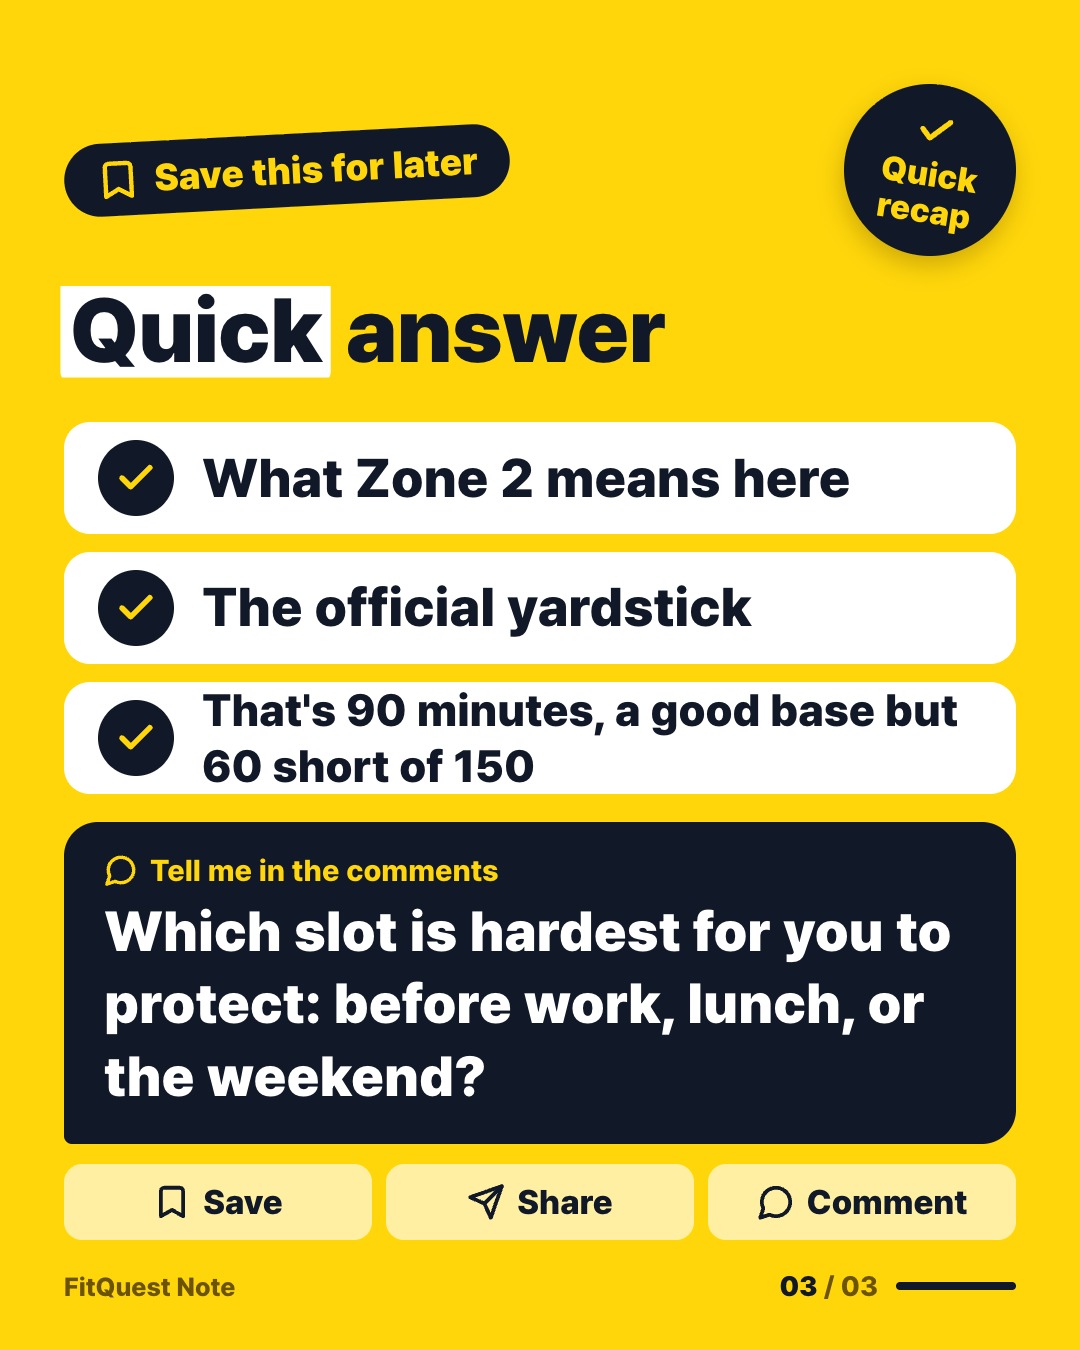 Save this for later
Quick
recap
Quick answer
What Zone 2 means here
The official yardstick
That's 90 minutes, a good base but
60 short of 150
Tell me in the comments
Which slot is hardest for you to
protect: before work, lunch, or
the weekend?
Save
Share
Comment
FitQuest Note
03 / 03